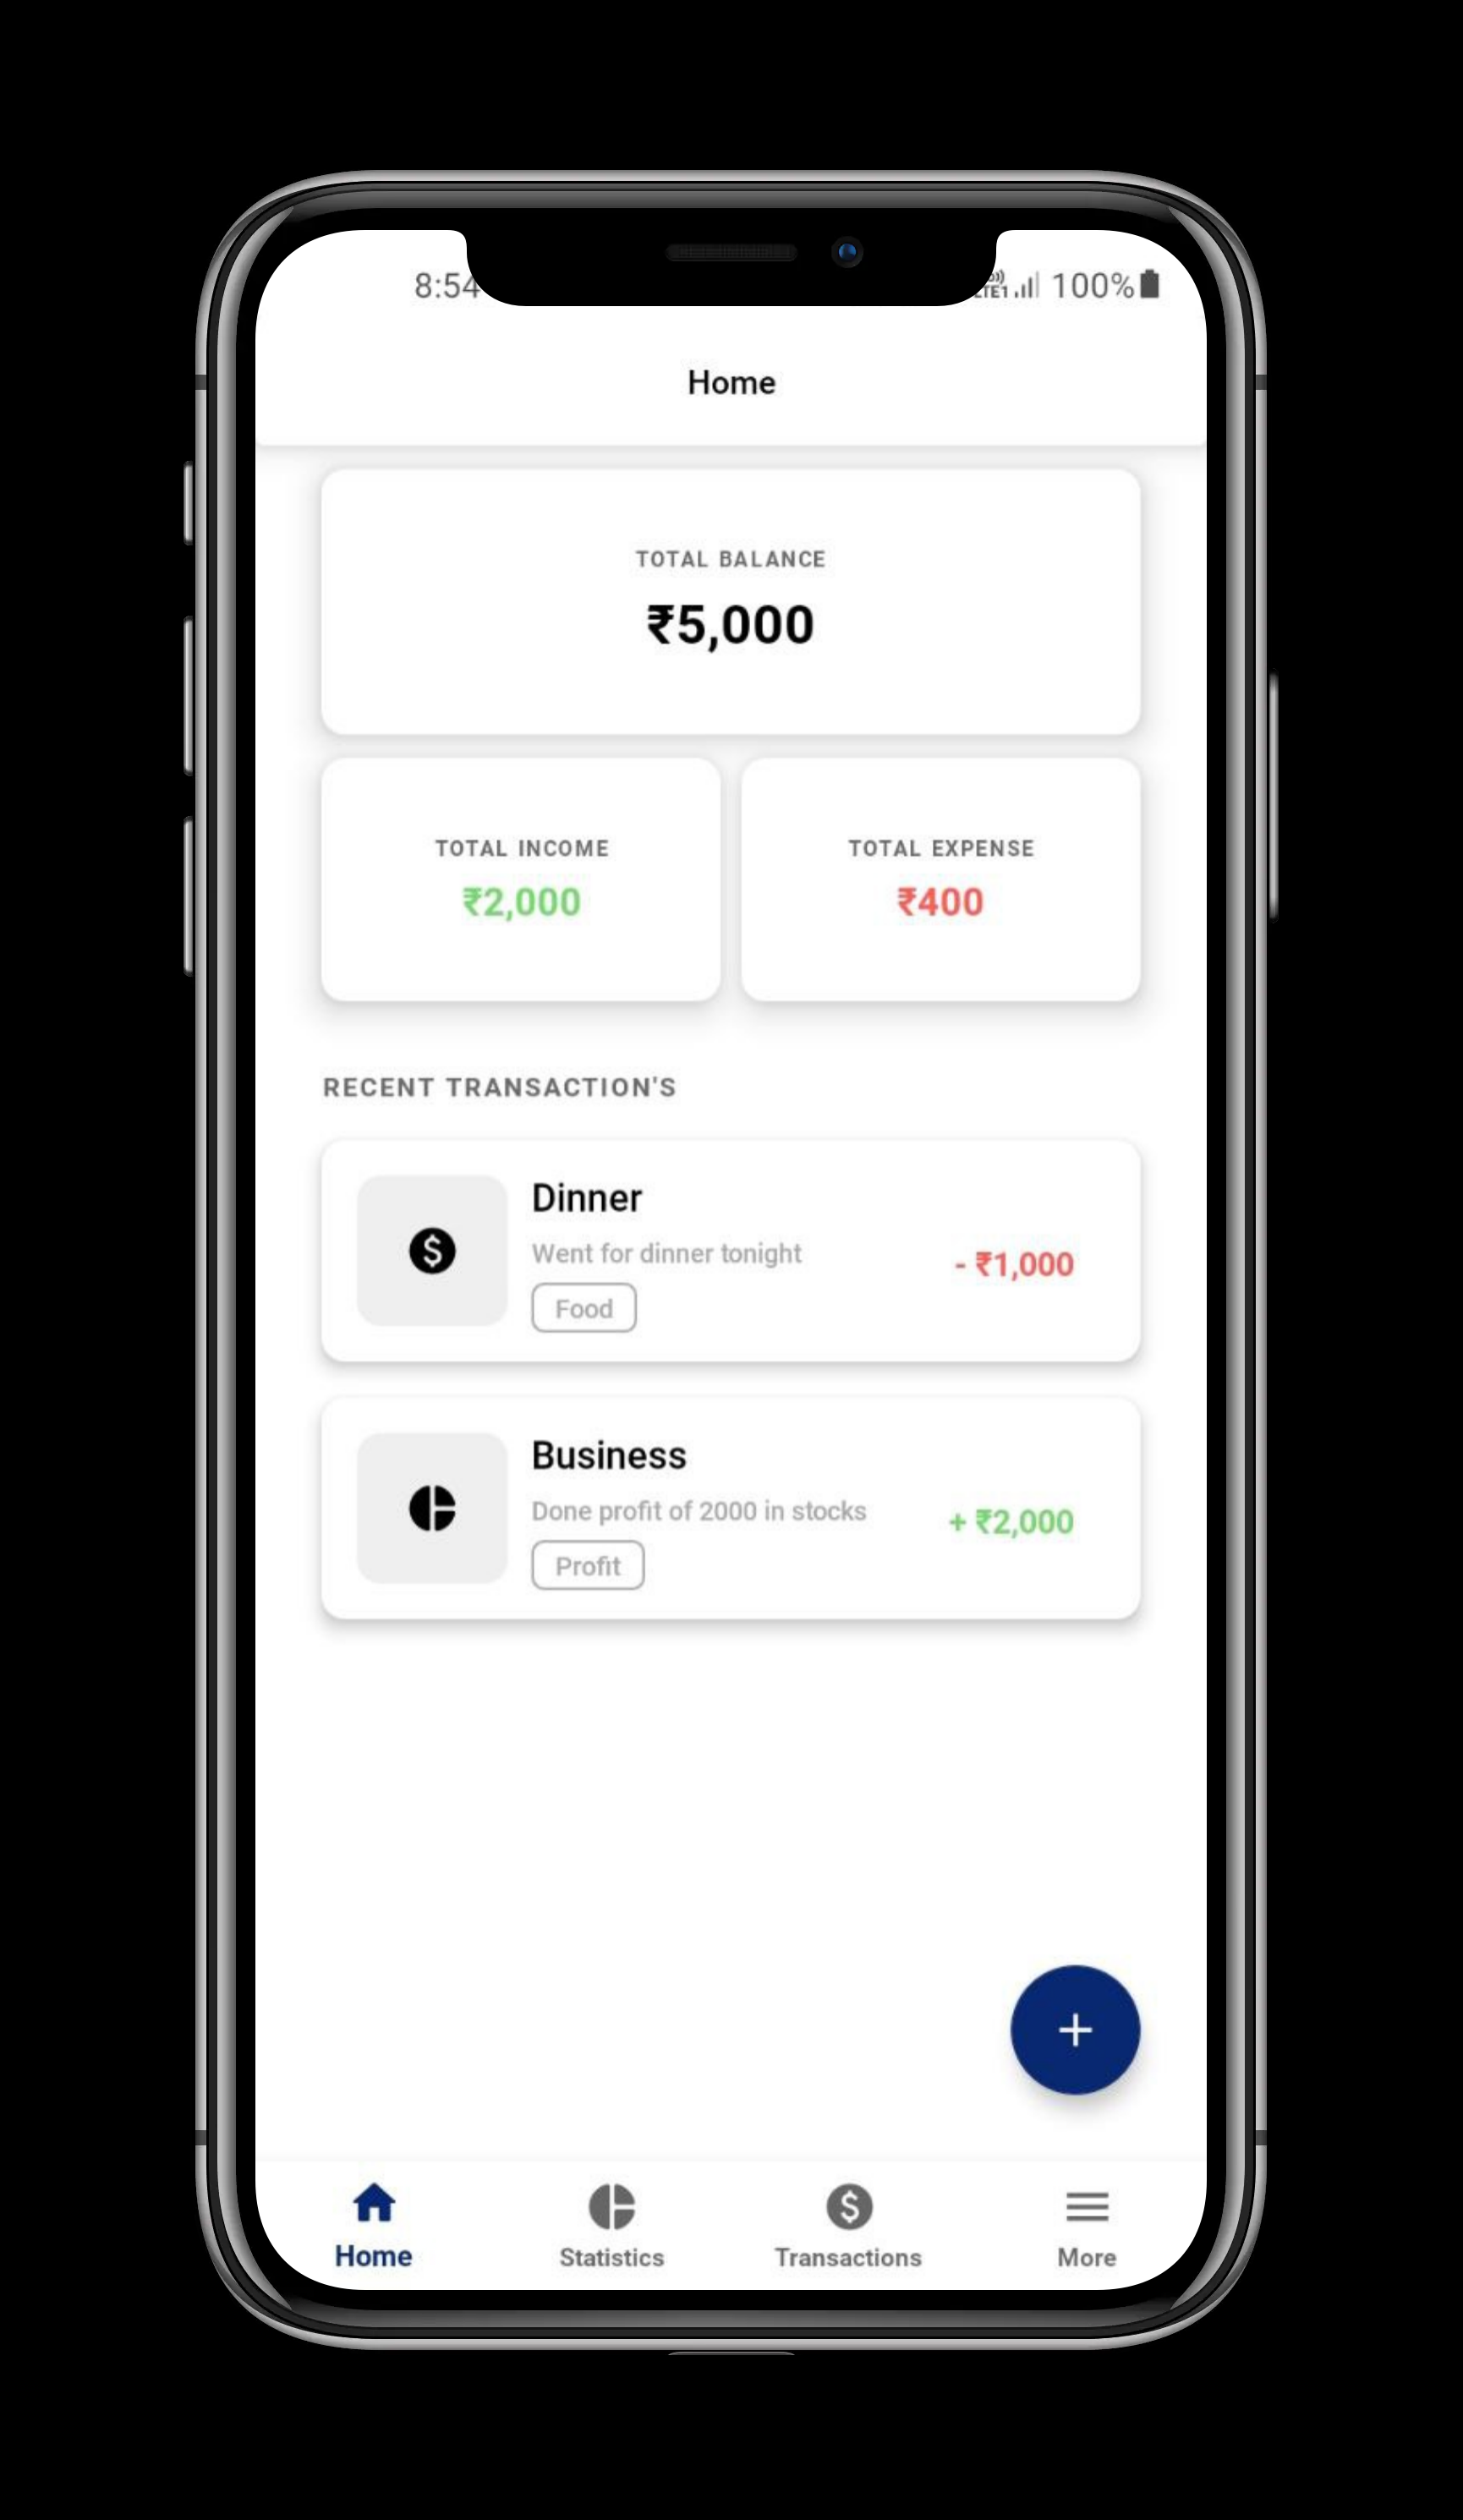 8:54
100%
Home
TOTAL BALANCE
₹5,000
TOTAL INCOME
TOTAL EXPENSE
₹2,000
₹400
RECENT TRANSACTION'S
Dinner
Went for dinner tonight
Food
- ₹1,000
Business
Done profit of 2000 in stocks
Profit
+ ₹2,000
Home
Statistics
Transactions
More